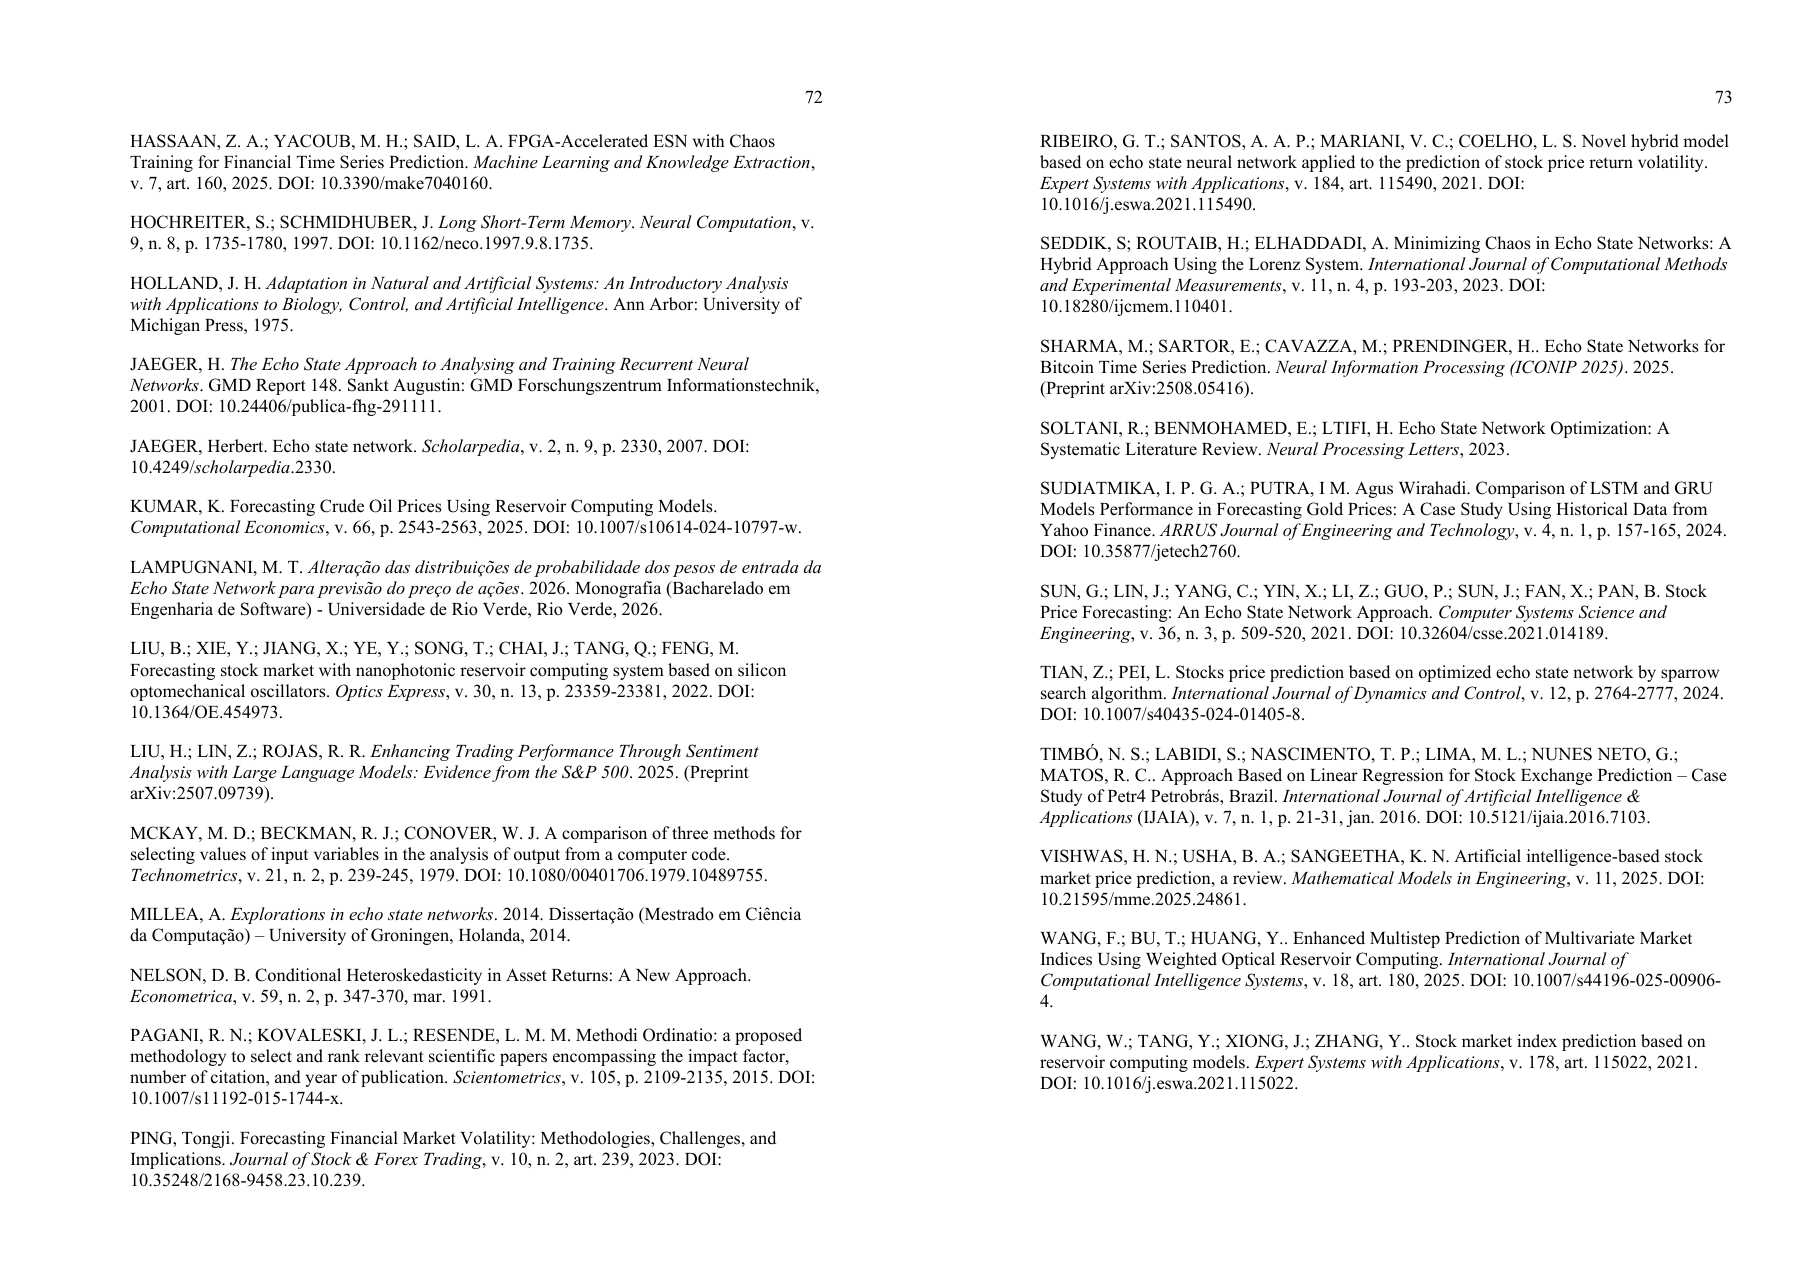 72
HASSAAN, Z. A.; YACOUB, M. H.; SAID, L. A. FPGA-Accelerated ESN with Chaos
Training for Financial Time Series Prediction. Machine Learning and Knowledge Extraction,
v. 7, art. 160, 2025. DOI: 10.3390/make7040160.
HOCHREITER, S.; SCHMIDHUBER, J. Long Short-Term Memory. Neural Computation, v.
9, n. 8, p. 1735-1780, 1997. DOI: 10.1162/neco.1997.9.8.1735.
HOLLAND, J. H. Adaptation in Natural and Artificial Systems: An Introductory Analysis
with Applications to Biology, Control, and Artificial Intelligence. Ann Arbor: University of
Michigan Press, 1975.
JAEGER, H. The Echo State Approach to Analysing and Training Recurrent Neural
Networks. GMD Report 148. Sankt Augustin: GMD Forschungszentrum Informationstechnik,
2001. DOI: 10.24406/publica-fhg-291111.
JAEGER, Herbert. Echo state network. Scholarpedia, v. 2, n. 9, p. 2330, 2007. DOI:
10.4249/scholarpedia.2330.
KUMAR, K. Forecasting Crude Oil Prices Using Reservoir Computing Models.
Computational Economics, v. 66, p. 2543-2563, 2025. DOI: 10.1007/s10614-024-10797-w.
LAMPUGNANI, M. T. Alteração das distribuições de probabilidade dos pesos de entrada da
Echo State Network para previsão do preço de ações. 2026. Monografia (Bacharelado em
Engenharia de Software) - Universidade de Rio Verde, Rio Verde, 2026.
LIU, B.; XIE, Y.; JIANG, X.; YE, Y.; SONG, T.; CHAI, J.; TANG, Q.; FENG, M.
Forecasting stock market with nanophotonic reservoir computing system based on silicon
optomechanical oscillators. Optics Express, v. 30, n. 13, p. 23359-23381, 2022. DOI:
10.1364/OE.454973.
LIU, H.; LIN, Z.; ROJAS, R. R. Enhancing Trading Performance Through Sentiment
Analysis with Large Language Models: Evidence from the S&P 500. 2025. (Preprint
arXiv:2507.09739).
MCKAY, M. D.; BECKMAN, R. J.; CONOVER, W. J. A comparison of three methods for
selecting values of input variables in the analysis of output from a computer code.
Technometrics, v. 21, n. 2, p. 239-245, 1979. DOI: 10.1080/00401706.1979.10489755.
MILLEA, A. Explorations in echo state networks. 2014. Dissertação (Mestrado em Ciência
da Computação) – University of Groningen, Holanda, 2014.
NELSON, D. B. Conditional Heteroskedasticity in Asset Returns: A New Approach.
Econometrica, v. 59, n. 2, p. 347-370, mar. 1991.
PAGANI, R. N.; KOVALESKI, J. L.; RESENDE, L. M. M. Methodi Ordinatio: a proposed
methodology to select and rank relevant scientific papers encompassing the impact factor,
number of citation, and year of publication. Scientometrics, v. 105, p. 2109-2135, 2015. DOI:
10.1007/s11192-015-1744-x.
PING, Tongji. Forecasting Financial Market Volatility: Methodologies, Challenges, and
Implications. Journal of Stock & Forex Trading, v. 10, n. 2, art. 239, 2023. DOI:
10.35248/2168-9458.23.10.239.
73
RIBEIRO, G. T.; SANTOS, A. A. P.; MARIANI, V. C.; COELHO, L. S. Novel hybrid model
based on echo state neural network applied to the prediction of stock price return volatility.
Expert Systems with Applications, v. 184, art. 115490, 2021. DOI:
10.1016/j.eswa.2021.115490.
SEDDIK, S; ROUTAIB, H.; ELHADDADI, A. Minimizing Chaos in Echo State Networks: A
Hybrid Approach Using the Lorenz System. International Journal of Computational Methods
and Experimental Measurements, v. 11, n. 4, p. 193-203, 2023. DOI:
10.18280/ijcmem.110401.
SHARMA, M.; SARTOR, E.; CAVAZZA, M.; PRENDINGER, H.. Echo State Networks for
Bitcoin Time Series Prediction. Neural Information Processing (ICONIP 2025). 2025.
(Preprint arXiv:2508.05416).
SOLTANI, R.; BENMOHAMED, E.; LTIFI, H. Echo State Network Optimization: A
Systematic Literature Review. Neural Processing Letters, 2023.
SUDIATMIKA, I. P. G. A.; PUTRA, I M. Agus Wirahadi. Comparison of LSTM and GRU
Models Performance in Forecasting Gold Prices: A Case Study Using Historical Data from
Yahoo Finance. ARRUS Journal of Engineering and Technology, v. 4, n. 1, p. 157-165, 2024.
DOI: 10.35877/jetech2760.
SUN, G.; LIN, J.; YANG, C.; YIN, X.; LI, Z.; GUO, P.; SUN, J.; FAN, X.; PAN, B. Stock
Price Forecasting: An Echo State Network Approach. Computer Systems Science and
Engineering, v. 36, n. 3, p. 509-520, 2021. DOI: 10.32604/csse.2021.014189.
TIAN, Z.; PEI, L. Stocks price prediction based on optimized echo state network by sparrow
search algorithm. International Journal of Dynamics and Control, v. 12, p. 2764-2777, 2024.
DOI: 10.1007/s40435-024-01405-8.
TIMBÓ, N. S.; LABIDI, S.; NASCIMENTO, T. P.; LIMA, M. L.; NUNES NETO, G.;
MATOS, R. C.. Approach Based on Linear Regression for Stock Exchange Prediction – Case
Study of Petr4 Petrobrás, Brazil. International Journal of Artificial Intelligence &
Applications (IJAIA), v. 7, n. 1, p. 21-31, jan. 2016. DOI: 10.5121/ijaia.2016.7103.
VISHWAS, H. N.; USHA, B. A.; SANGEETHA, K. N. Artificial intelligence-based stock
market price prediction, a review. Mathematical Models in Engineering, v. 11, 2025. DOI:
10.21595/mme.2025.24861.
WANG, F.; BU, T.; HUANG, Y.. Enhanced Multistep Prediction of Multivariate Market
Indices Using Weighted Optical Reservoir Computing. International Journal of
Computational Intelligence Systems, v. 18, art. 180, 2025. DOI: 10.1007/s44196-025-00906-
4.
WANG, W.; TANG, Y.; XIONG, J.; ZHANG, Y.. Stock market index prediction based on
reservoir computing models. Expert Systems with Applications, v. 178, art. 115022, 2021.
DOI: 10.1016/j.eswa.2021.115022.